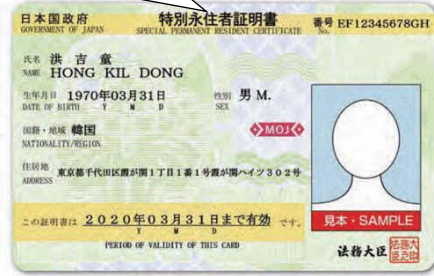 日本国政府 特別永住者証明書 番号 EF12345678GH
GOVERNMENT OF JAPAN SPECIAL PERMANENT RESIDENT CERTIFICATE No.
氏名 洪 吉 童
NAME HONG KIL DONG
生年月日 1970年03月31日 性別 男 M.
DATE OF BIRTH Y M D SEX
国籍・地域 韓国
NATIONALITY/REGION
MOJ
住居地 東京都千代田区霞が関1丁目1番1号霞が関ハイツ302号
ADDRESS
この証明書は 2020年03月31日まで有効 です。
Y M D
PERIOD OF VALIDITY OF THIS CARD
見本・SAMPLE
法務大臣